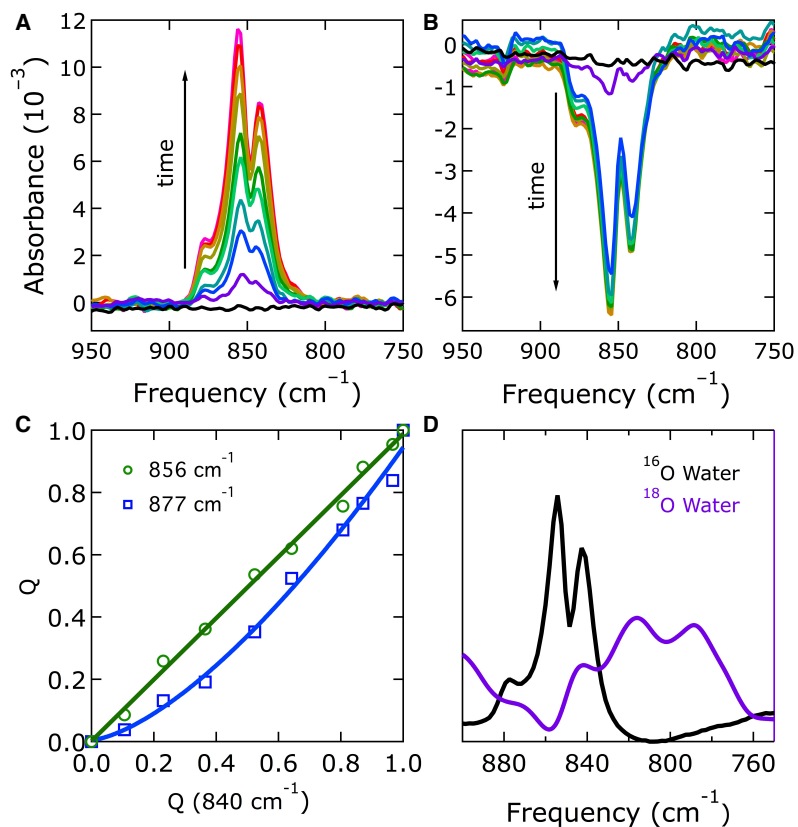 A
12
10
8
6
4
2
0
Absorbance (10⁻³)
time
950
900
850
800
750
Frequency (cm⁻¹)
B
0
-1
-2
-3
-4
-5
-6
time
950
900
850
800
750
Frequency (cm⁻¹)
C
1.0
0.8
0.6
0.4
0.2
0.0
Q
856 cm⁻¹
877 cm⁻¹
0.0
0.2
0.4
0.6
0.8
1.0
Q (840 cm⁻¹)
D
¹⁶O Water
¹⁸O Water
880
840
800
760
Frequency (cm⁻¹)